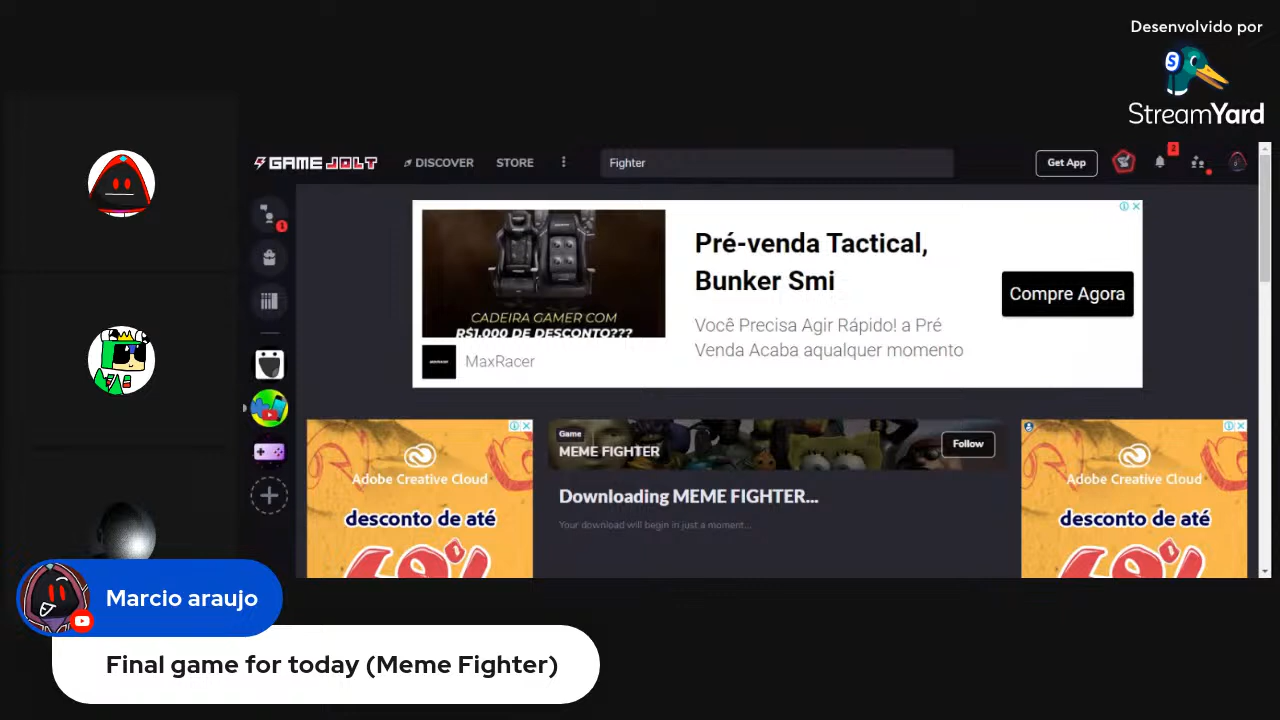 Desenvolvido por
StreamYard
GAME JOLT
DISCOVER
STORE
Fighter
Get App
2
1
CADEIRA GAMER COM
R$1.000 DE DESCONTO???
MaxRacer
Pré-venda Tactical,
Bunker Smi
Você Precisa Agir Rápido! a Pré
Venda Acaba aqualquer momento
Compre Agora
Adobe Creative Cloud
desconto de até
Game
MEME FIGHTER
Follow
Downloading MEME FIGHTER...
Your download will begin in just a moment...
Adobe Creative Cloud
desconto de até
Marcio araujo
Final game for today (Meme Fighter)